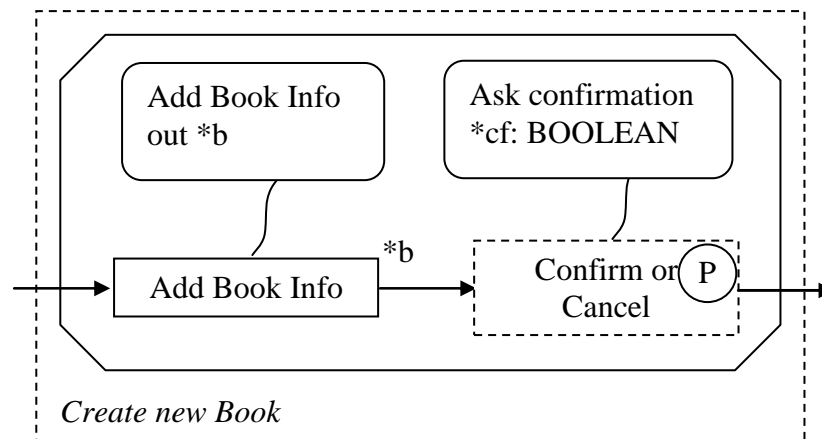 Add Book Info
out *b
Ask confirmation
*cf: BOOLEAN
Add Book Info
*b
Confirm or
Cancel
P
Create new Book